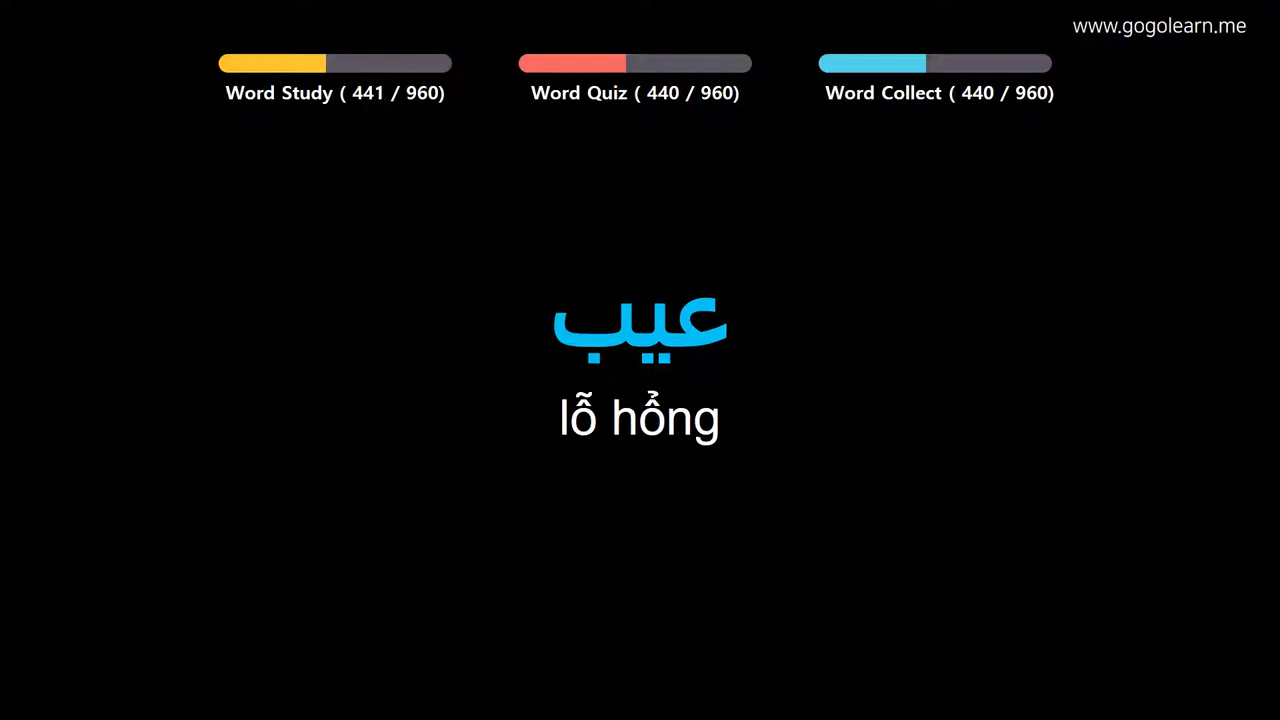 www.gogolearn.me
Word Study ( 441 / 960)
Word Quiz ( 440 / 960)
Word Collect ( 440 / 960)
عيب
lỗ hổng